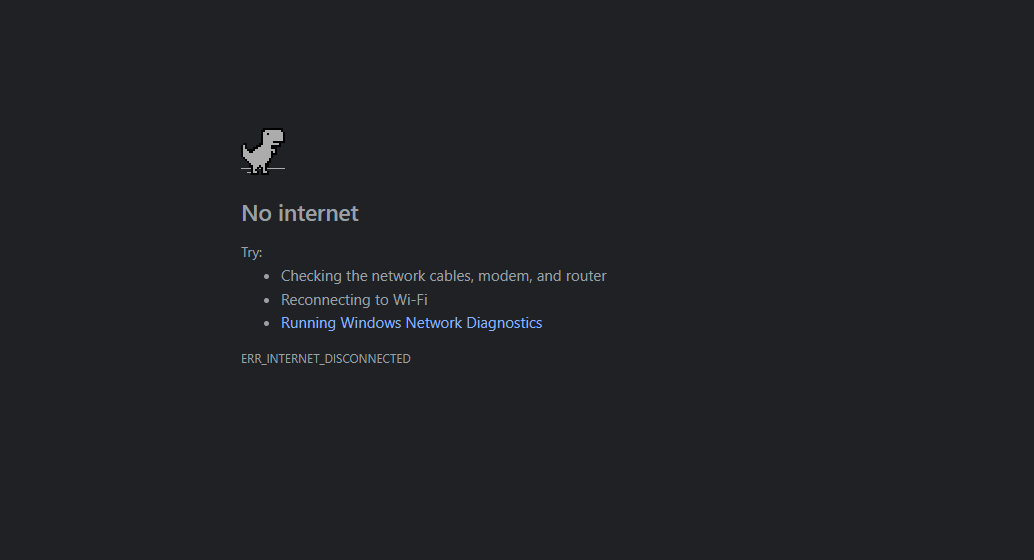 No internet
Try:
Checking the network cables, modem, and router
Reconnecting to Wi-Fi
Running Windows Network Diagnostics
ERR_INTERNET_DISCONNECTED